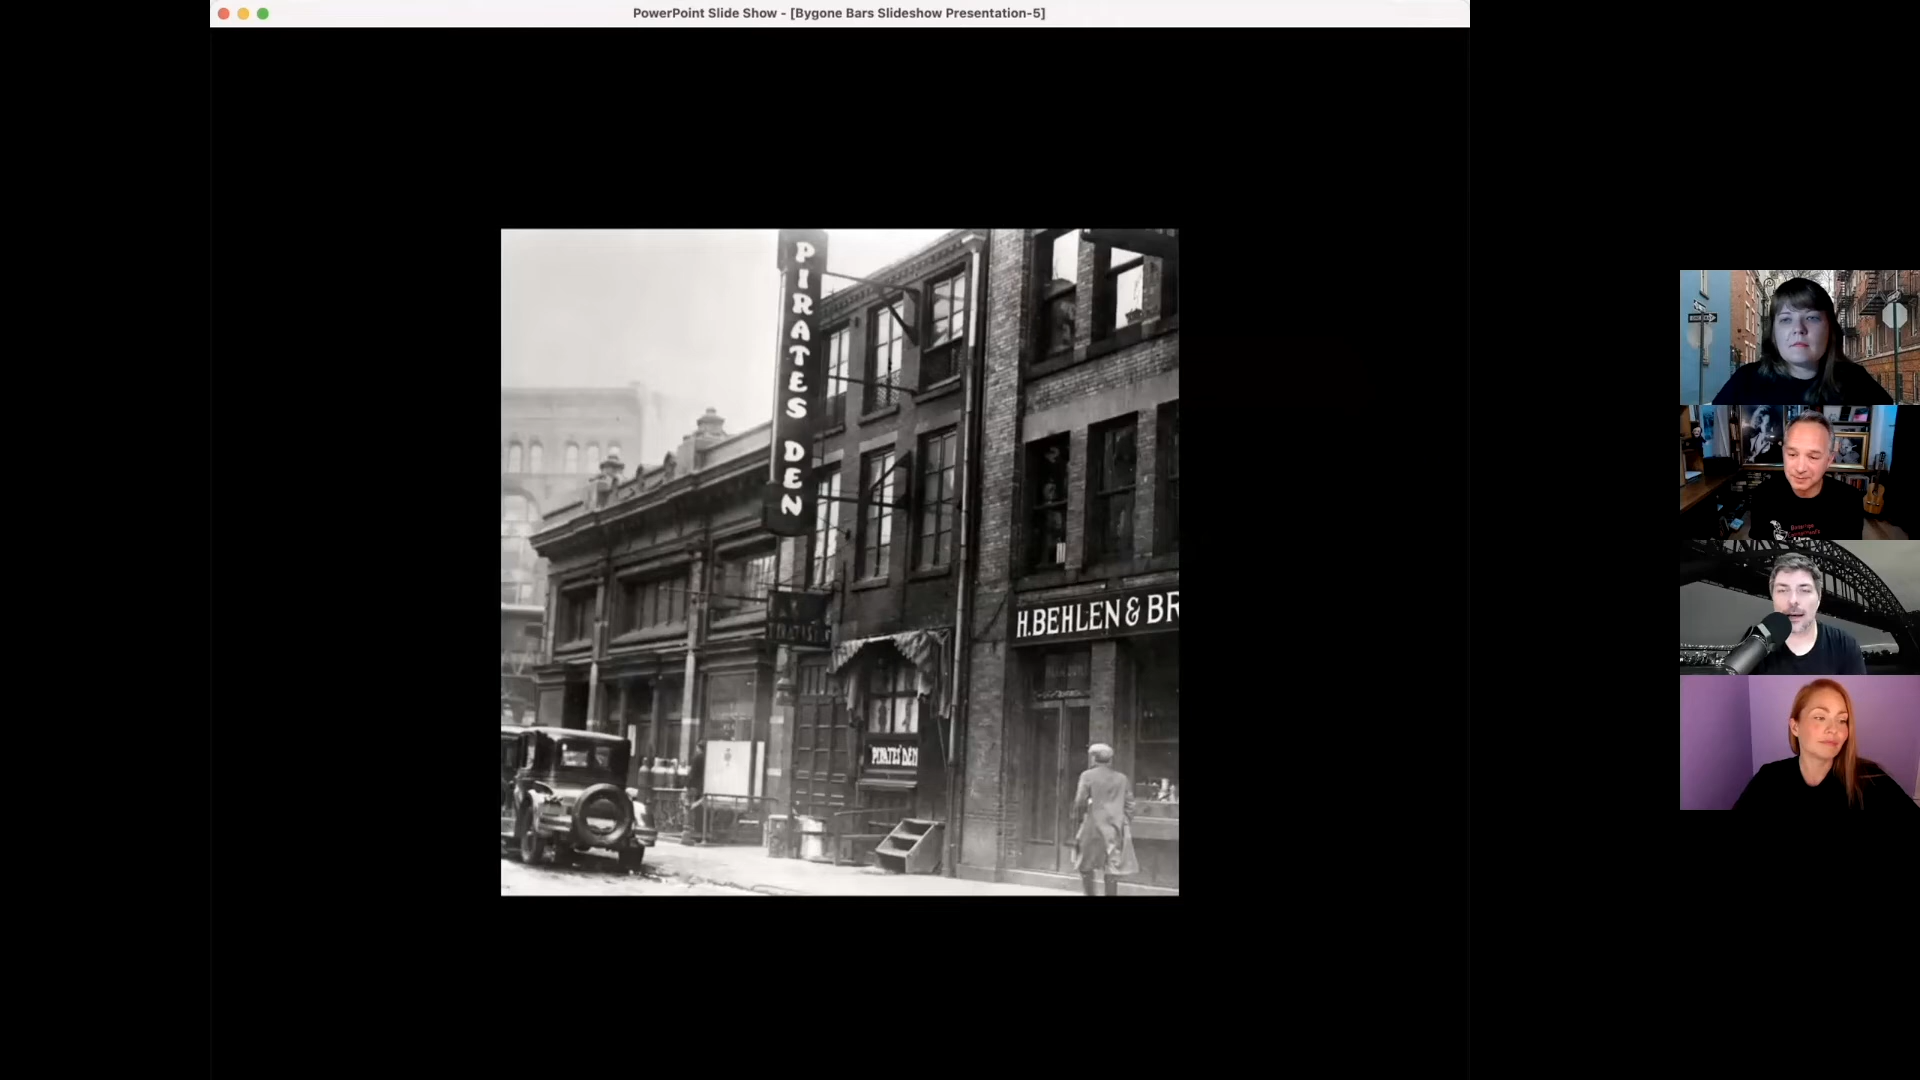 PowerPoint Slide Show - [Bygone Bars Slideshow Presentation-5]
PIRATES DEN
H. BEHLEN & BR
"PIRATES' DEN